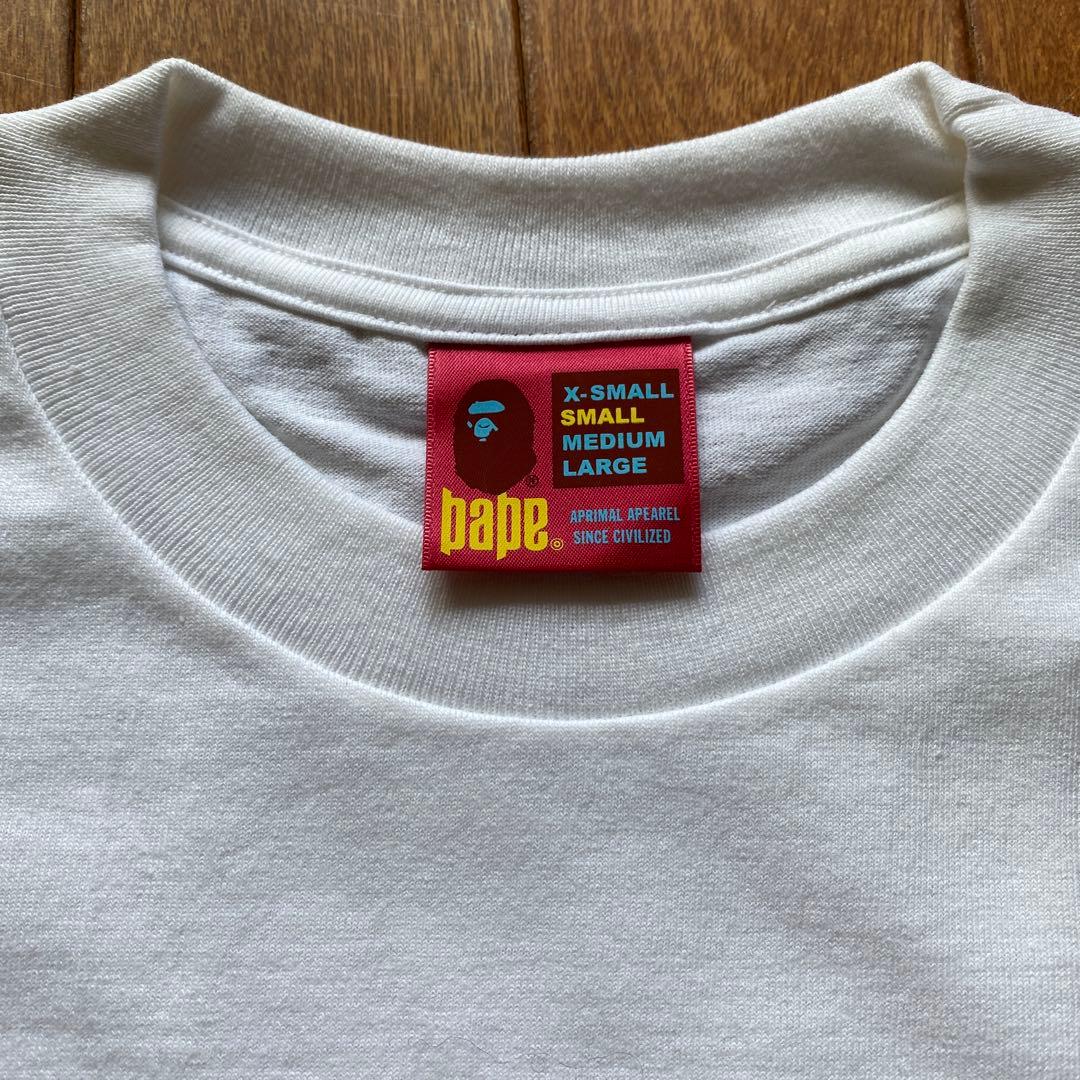 X-SMALL
SMALL
MEDIUM
LARGE
®
bape.©
APRIMAL APEAREL
SINCE CIVILIZED